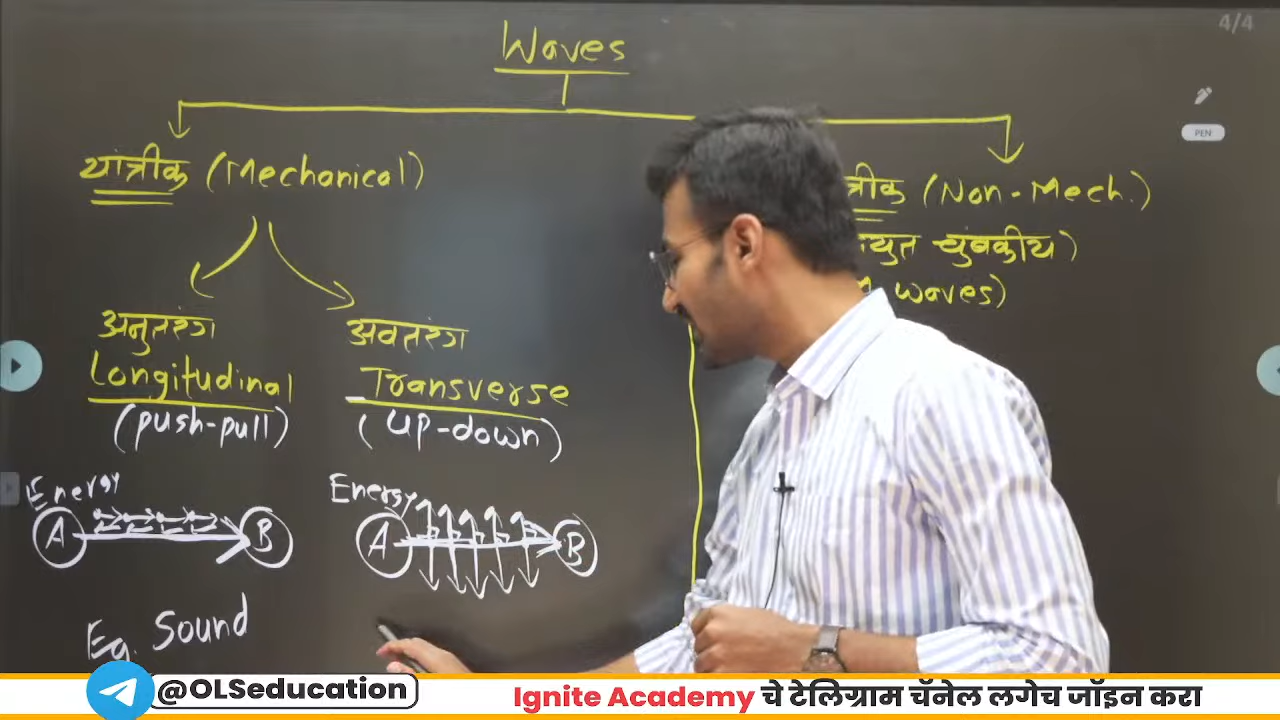 4/4
Waves
PEN
यांत्रीक (Mechanical)
त्रीक (Non-Mech.)
युत चुंबकीय)
waves)
अनुतरंग
Longitudinal
(push-pull)
अवतरंग
Transverse
(up-down)
Energy
A B
Energy
A B
Eg. Sound
@OLSeducation
Ignite Academy चे टेलिग्राम चॅनेल लगेच जॉइन करा